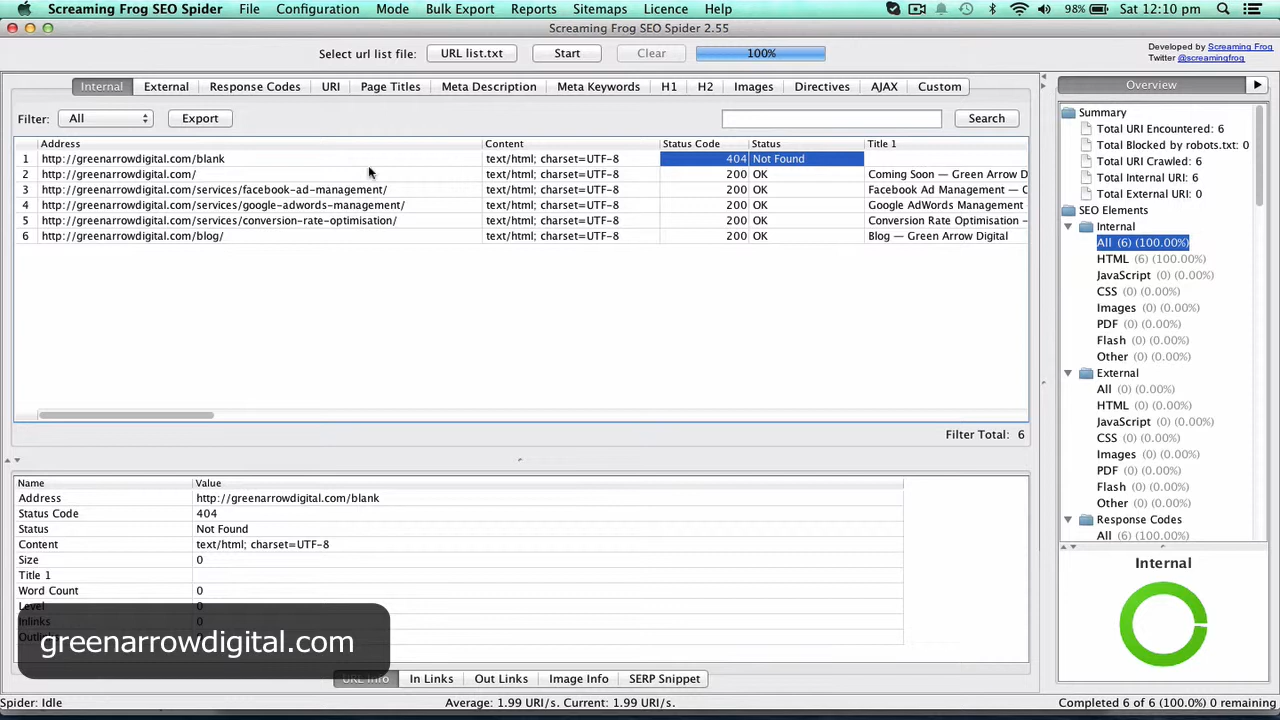 Screaming Frog SEO Spider File Configuration Mode Bulk Export Reports Sitemaps Licence Help 98% Sat 12:10 pm
Screaming Frog SEO Spider 2.55
Select url list file: URL list.txt Start Clear 100%
Developed by Screaming Frog
Twitter @screamingfrog
Internal External Response Codes URI Page Titles Meta Description Meta Keywords H1 H2 Images Directives AJAX Custom
Filter: All Export Search
Address Content Status Code Status Title 1
1 http://greenarrowdigital.com/blank text/html; charset=UTF-8 404 Not Found
2 http://greenarrowdigital.com/ text/html; charset=UTF-8 200 OK Coming Soon — Green Arrow D
3 http://greenarrowdigital.com/services/facebook-ad-management/ text/html; charset=UTF-8 200 OK Facebook Ad Management —
4 http://greenarrowdigital.com/services/google-adwords-management/ text/html; charset=UTF-8 200 OK Google AdWords Management
5 http://greenarrowdigital.com/services/conversion-rate-optimisation/ text/html; charset=UTF-8 200 OK Conversion Rate Optimisation -
6 http://greenarrowdigital.com/blog/ text/html; charset=UTF-8 200 OK Blog — Green Arrow Digital
Filter Total: 6
Name Value
Address http://greenarrowdigital.com/blank
Status Code 404
Status Not Found
Content text/html; charset=UTF-8
Size 0
Title 1
Word Count 0
Level 0
Inlinks 0
greenarrowdigital.com
URL Info In Links Out Links Image Info SERP Snippet
Spider: Idle Average: 1.99 URI/s. Current: 1.99 URI/s. Completed 6 of 6 (100.0%) 0 remaining
Overview
Summary
Total URI Encountered: 6
Total Blocked by robots.txt: 0
Total URI Crawled: 6
Total Internal URI: 6
Total External URI: 0
SEO Elements
Internal
All (6) (100.00%)
HTML (6) (100.00%)
JavaScript (0) (0.00%)
CSS (0) (0.00%)
Images (0) (0.00%)
PDF (0) (0.00%)
Flash (0) (0.00%)
Other (0) (0.00%)
External
All (0) (0.00%)
HTML (0) (0.00%)
JavaScript (0) (0.00%)
CSS (0) (0.00%)
Images (0) (0.00%)
PDF (0) (0.00%)
Flash (0) (0.00%)
Other (0) (0.00%)
Response Codes
All (6) (100.00%)
Internal